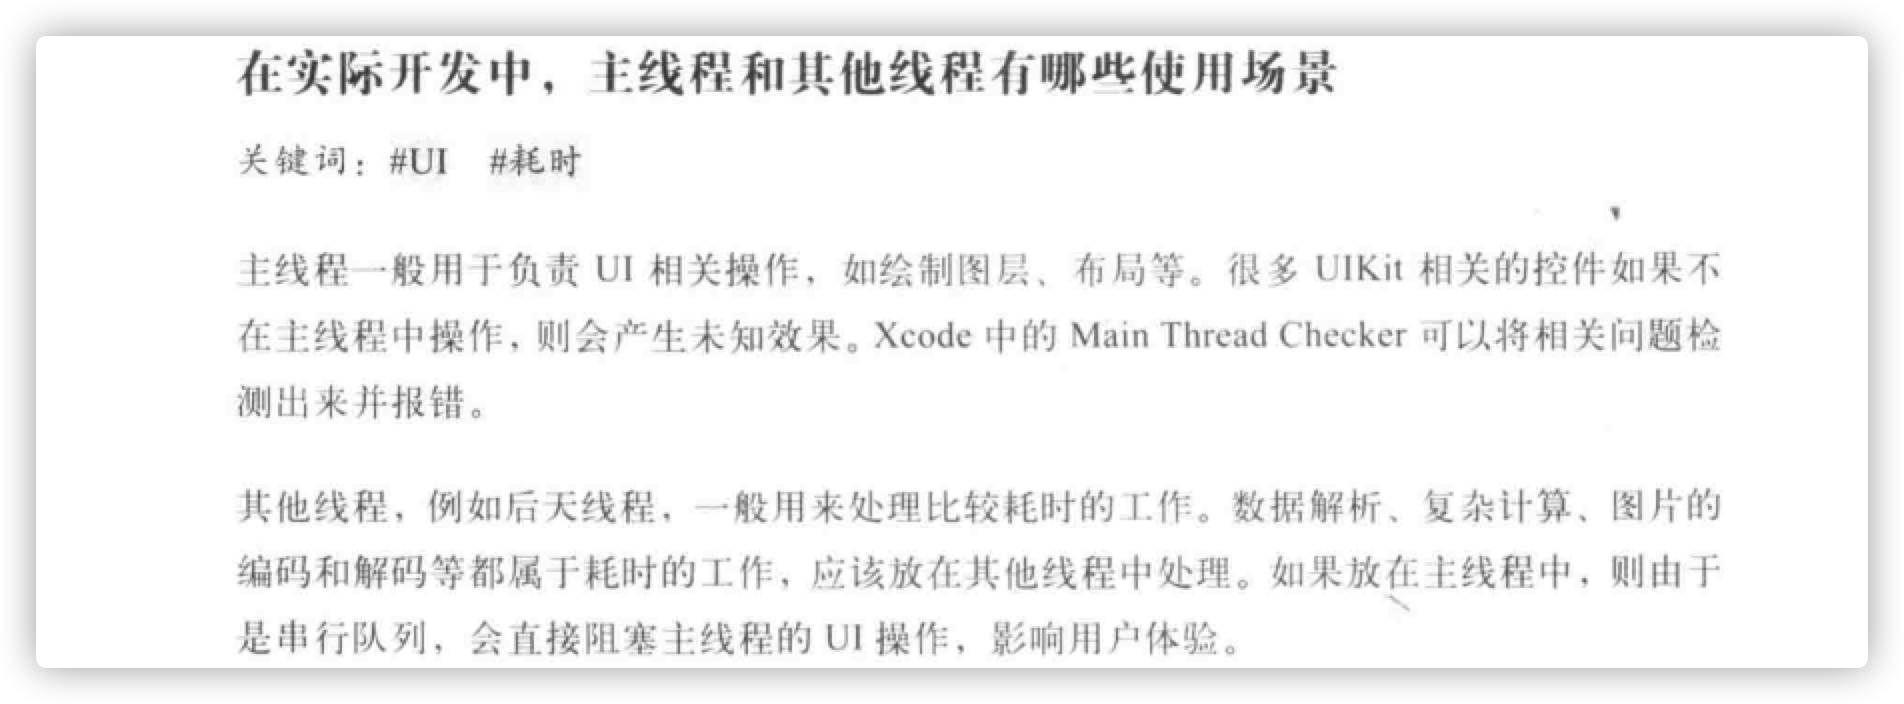 在实际开发中，主线程和其他线程有哪些使用场景
关键词：#UI #耗时
主线程一般用于负责 UI 相关操作，如绘制图层、布局等。很多 UIKit 相关的控件如果不
在主线程中操作，则会产生未知效果。Xcode 中的 Main Thread Checker 可以将相关问题检
测出来并报错。
其他线程，例如后天线程，一般用来处理比较耗时的工作。数据解析、复杂计算、图片的
编码和解码等都属于耗时的工作，应该放在其他线程中处理。如果放在主线程中，则由于
是串行队列，会直接阻塞主线程的 UI 操作，影响用户体验。